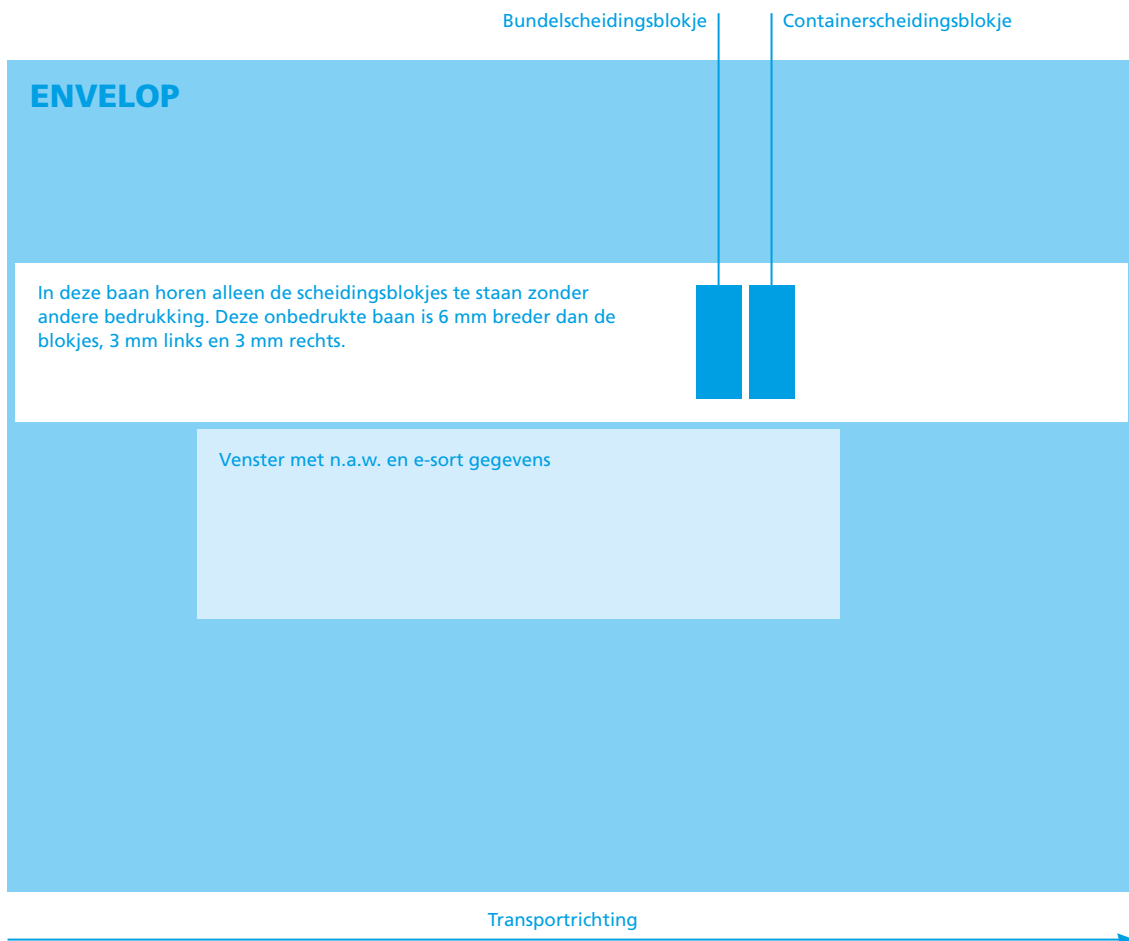 Bundelscheidingsblokje
Containerscheidingsblokje
ENVELOP
In deze baan horen alleen de scheidingsblokjes te staan zonder
andere bedrukking. Deze onbedrukte baan is 6 mm breder dan de
blokjes, 3 mm links en 3 mm rechts.
Venster met n.a.w. en e-sort gegevens
Transportrichting